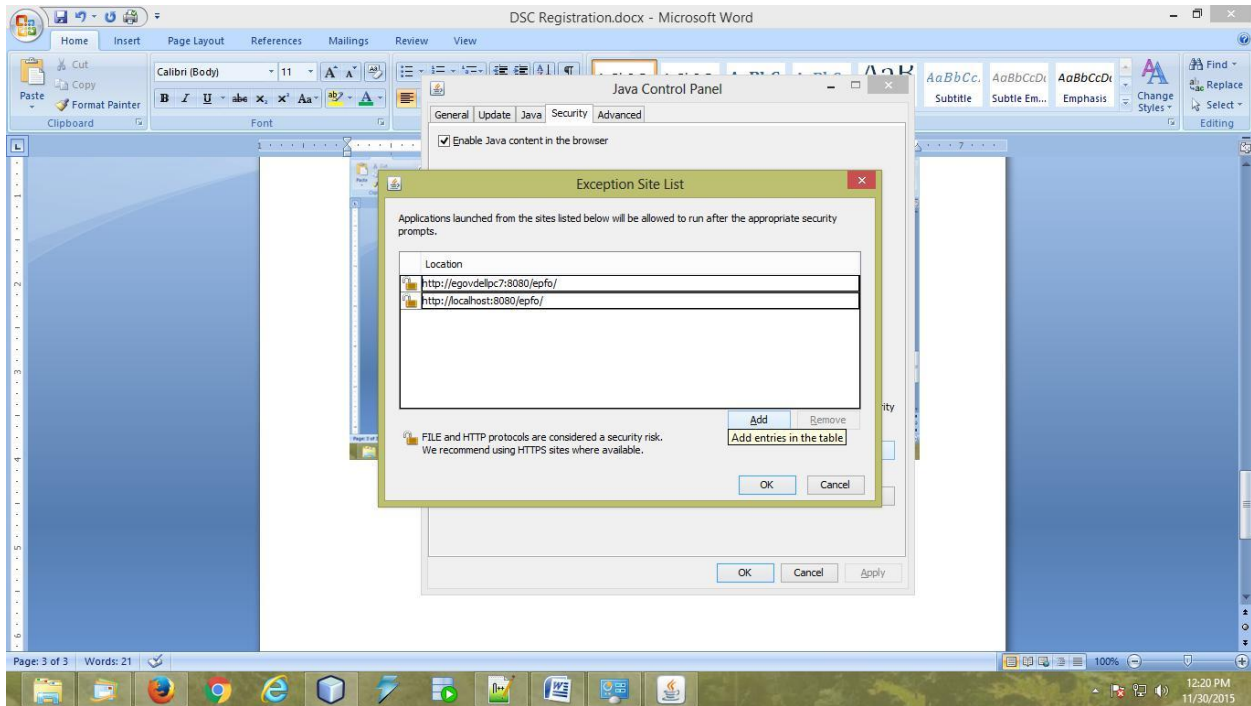 DSC Registration.docx - Microsoft Word
Home Insert Page Layout References Mailings Review View
Paste
Cut
Copy
Format Painter
Clipboard
Calibri (Body) 11
Font
AaBbCc. AaBbCcDt AaBbCcDt
Subtitle Subtle Em... Emphasis
Change Styles
Find
Replace
Select
Editing
Java Control Panel
General Update Java Security Advanced
Enable Java content in the browser
Exception Site List
Applications launched from the sites listed below will be allowed to run after the appropriate security
prompts.
Location
http://egovdellpc7:8080/epfo/
http://localhost:8080/epfo/
Add Remove
Add entries in the table
FILE and HTTP protocols are considered a security risk.
We recommend using HTTPS sites where available.
OK Cancel
OK Cancel Apply
Page: 3 of 3 Words: 21
100%
12:20 PM
11/30/2015